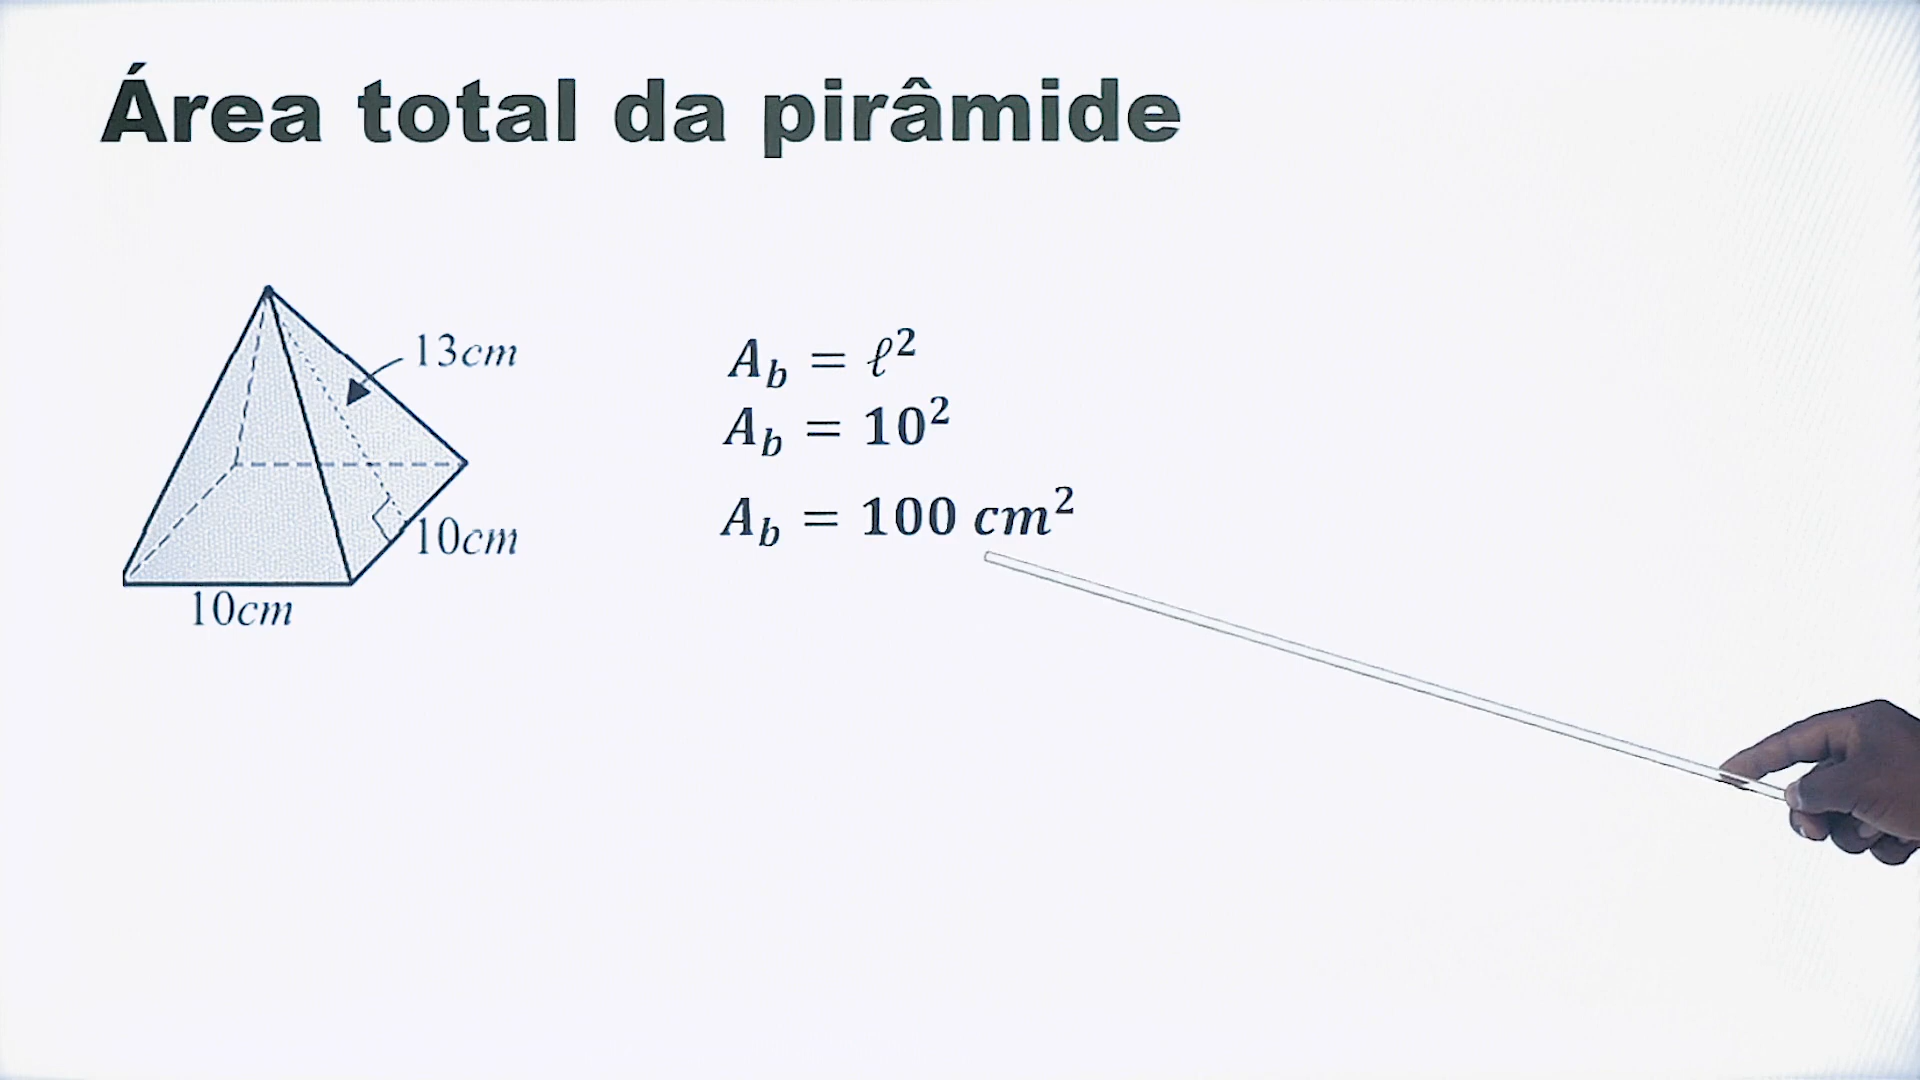 Área total da pirâmide
13cm
10cm
10cm
A_b = ℓ²
A_b = 10²
A_b = 100 cm²